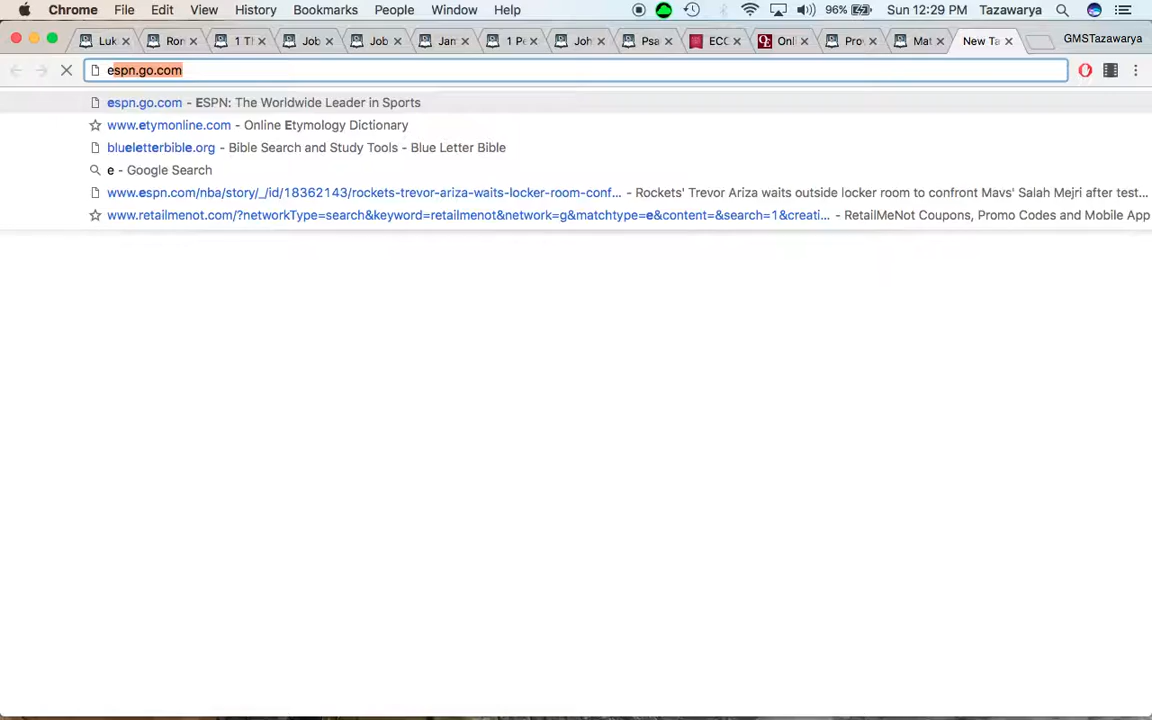 Chrome File Edit View History Bookmarks People Window Help 96% Sun 12:29 PM Tazawarya
Luk Ron 1 Th Job Job Jam 1 Pe Joh Psa ECC Onli Prov Mat New Ta GMSTazawarya
espn.go.com
espn.go.com - ESPN: The Worldwide Leader in Sports
www.etymonline.com - Online Etymology Dictionary
blueletterbible.org - Bible Search and Study Tools - Blue Letter Bible
e - Google Search
www.espn.com/nba/story/_/id/18362143/rockets-trevor-ariza-waits-locker-room-conf... - Rockets' Trevor Ariza waits outside locker room to confront Mavs' Salah Mejri after test...
www.retailmenot.com/?networkType=search&keyword=retailmenot&network=g&matchtype=e&content=&search=1&creati... - RetailMeNot Coupons, Promo Codes and Mobile App